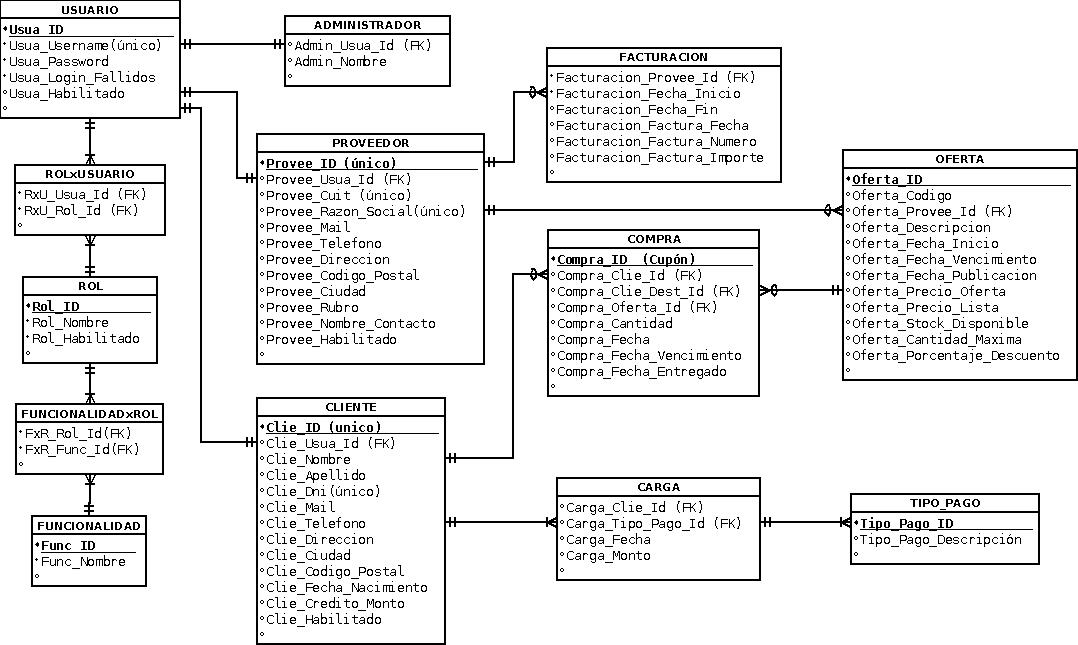 USUARIO
Usua_ID
Usua_Username(único)
Usua_Password
Usua_Login_Fallidos
Usua_Habilitado
ADMINISTRADOR
Admin_Usua_Id (FK)
Admin_Nombre
FACTURACION
Facturacion_Provee_Id (FK)
Facturacion_Fecha_Inicio
Facturacion_Fecha_Fin
Facturacion_Factura_Fecha
Facturacion_Factura_Numero
Facturacion_Factura_Importe
PROVEEDOR
Provee_ID (único)
Provee_Usua_Id (FK)
Provee_Cuit (único)
Provee_Razon_Social(único)
Provee_Mail
Provee_Telefono
Provee_Direccion
Provee_Codigo_Postal
Provee_Ciudad
Provee_Rubro
Provee_Nombre_Contacto
Provee_Habilitado
OFERTA
Oferta_ID
Oferta_Codigo
Oferta_Provee_Id (FK)
Oferta_Descripcion
Oferta_Fecha_Inicio
Oferta_Fecha_Vencimiento
Oferta_Fecha_Publicacion
Oferta_Precio_Oferta
Oferta_Precio_Lista
Oferta_Stock_Disponible
Oferta_Cantidad_Maxima
Oferta_Porcentaje_Descuento
ROLxUSUARIO
RxU_Usua_Id (FK)
RxU_Rol_Id (FK)
COMPRA
Compra_ID (Cupón)
Compra_Clie_Id (FK)
Compra_Clie_Dest_Id (FK)
Compra_Oferta_Id (FK)
Compra_Cantidad
Compra_Fecha
Compra_Fecha_Vencimiento
Compra_Fecha_Entregado
ROL
Rol_ID
Rol_Nombre
Rol_Habilitado
CLIENTE
Clie_ID (unico)
Clie_Usua_Id (FK)
Clie_Nombre
Clie_Apellido
Clie_Dni(único)
Clie_Mail
Clie_Telefono
Clie_Direccion
Clie_Ciudad
Clie_Codigo_Postal
Clie_Fecha_Nacimiento
Clie_Credito_Monto
Clie_Habilitado
FUNCIONALIDADxROL
FxR_Rol_Id(FK)
FxR_Func_Id(FK)
CARGA
Carga_Clie_Id (FK)
Carga_Tipo_Pago_Id (FK)
Carga_Fecha
Carga_Monto
TIPO_PAGO
Tipo_Pago_ID
Tipo_Pago_Descripción
FUNCIONALIDAD
Func_ID
Func_Nombre